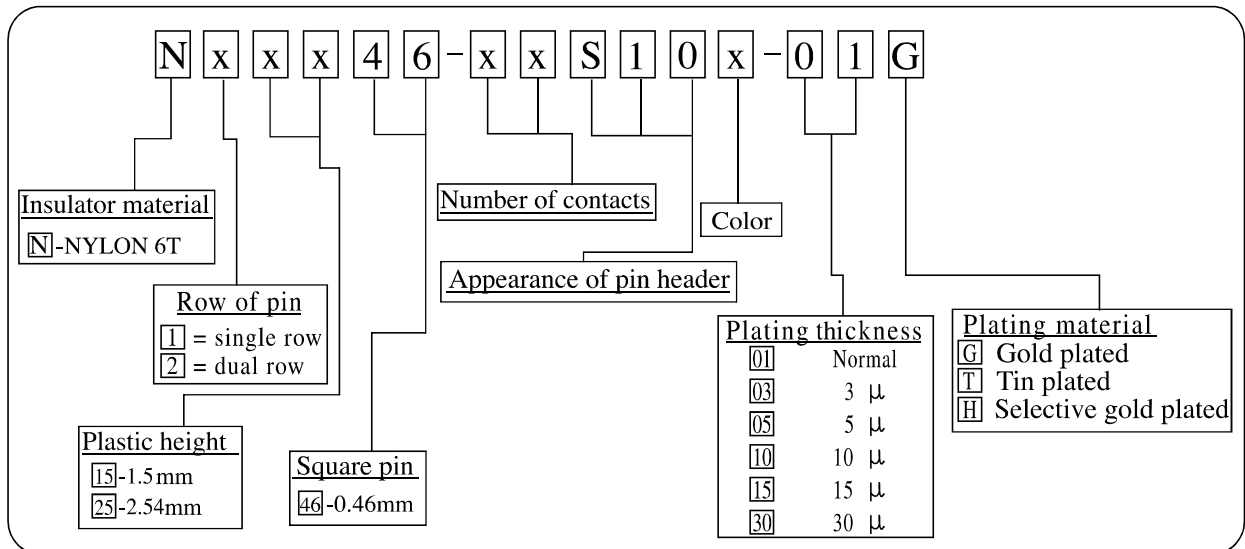 N x x x 4 6 - x x S 1 0 x - 0 1 G
Insulator material
N -NYLON 6T
Row of pin
1 = single row
2 = dual row
Plastic height
15 -1.5mm
25 -2.54mm
Square pin
46 -0.46mm
Number of contacts
Appearance of pin header
Color
Plating thickness
01 Normal
03 3 μ
05 5 μ
10 10 μ
15 15 μ
30 30 μ
Plating material
G Gold plated
T Tin plated
H Selective gold plated